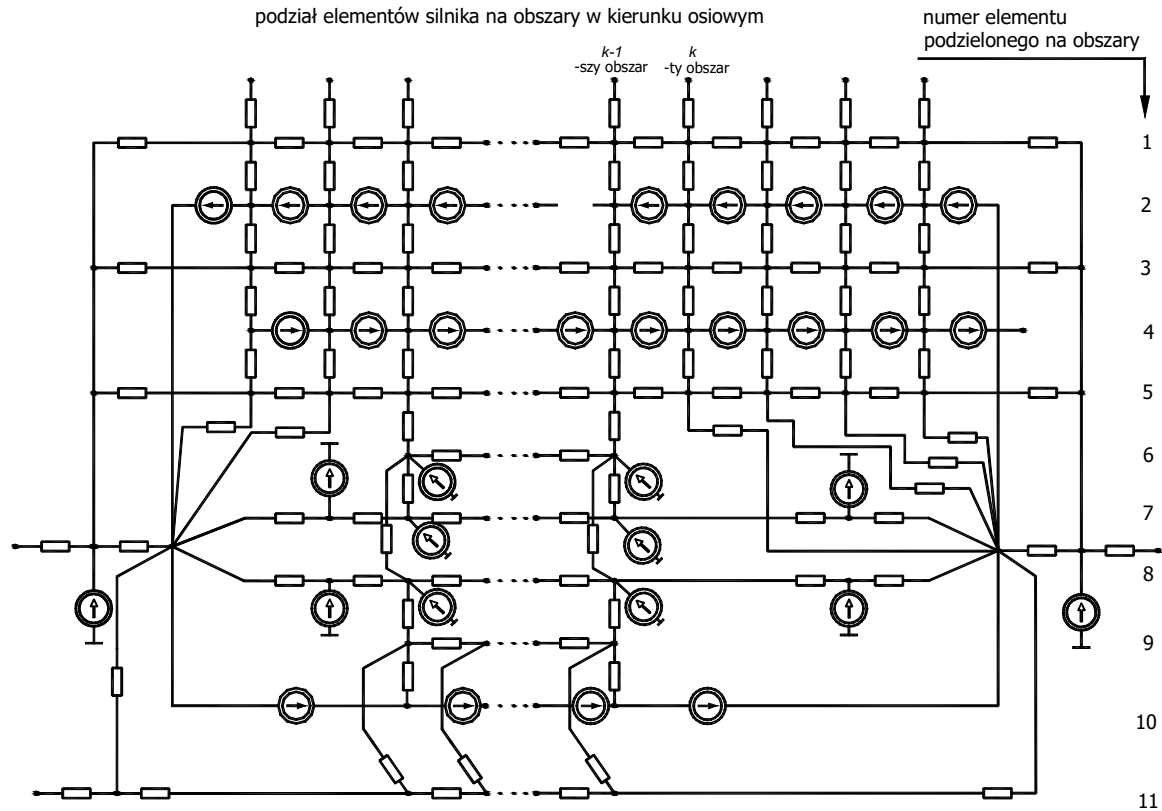 podział elementów silnika na obszary w kierunku osiowym
numer elementu
podzielonego na obszary
k-1
-szy obszar
k
-ty obszar
1
2
3
4
5
6
7
8
9
10
11